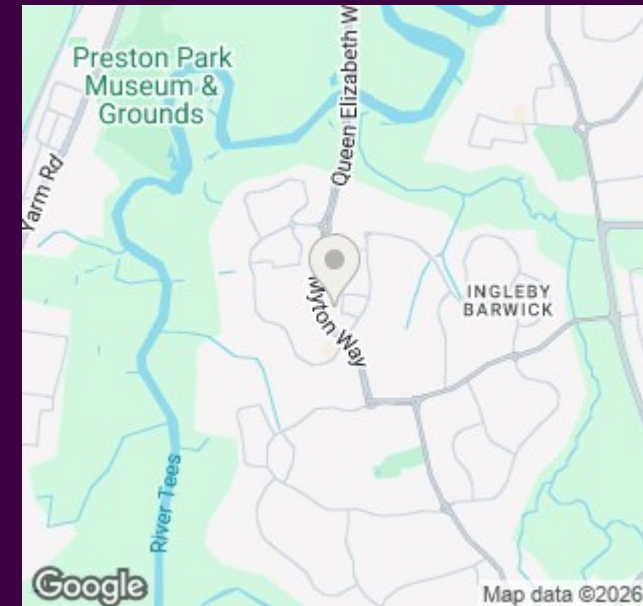 Preston Park
Museum &
Grounds
Queen Elizabeth W
Yarm Rd
Myton Way
INGLEBY
BARWICK
River Tees
Google
Map data ©2026